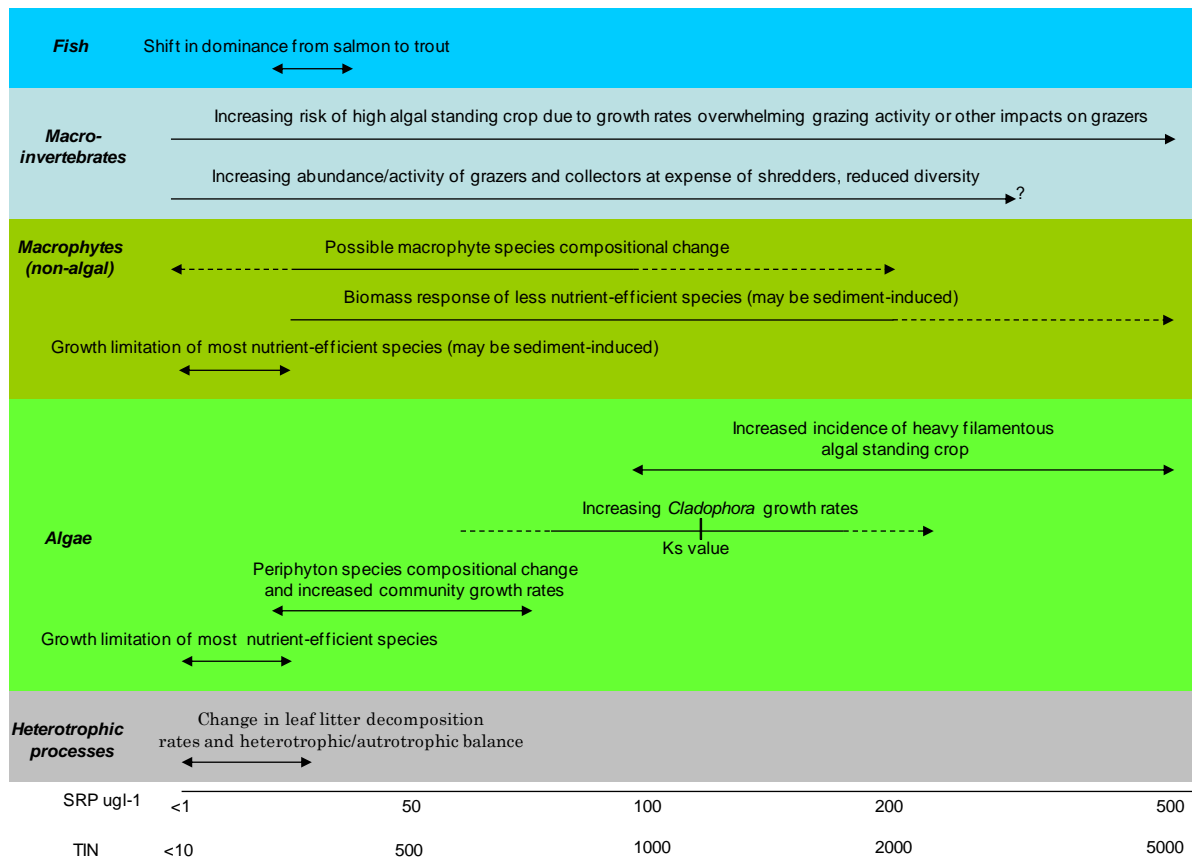 Fish
Shift in dominance from salmon to trout
Macro-
invertebrates
Increasing risk of high algal standing crop due to growth rates overwhelming grazing activity or other impacts on grazers
Increasing abundance/activity of grazers and collectors at expense of shredders, reduced diversity
?
Macrophytes
(non-algal)
Possible macrophyte species compositional change
Biomass response of less nutrient-efficient species (may be sediment-induced)
Growth limitation of most nutrient-efficient species (may be sediment-induced)
Algae
Increased incidence of heavy filamentous
algal standing crop
Increasing Cladophora growth rates
Ks value
Periphyton species compositional change
and increased community growth rates
Growth limitation of most nutrient-efficient species
Heterotrophic
processes
Change in leaf litter decomposition
rates and heterotrophic/autrotrophic balance
SRP ugl-1 <1 50 100 200 500
TIN <10 500 1000 2000 5000